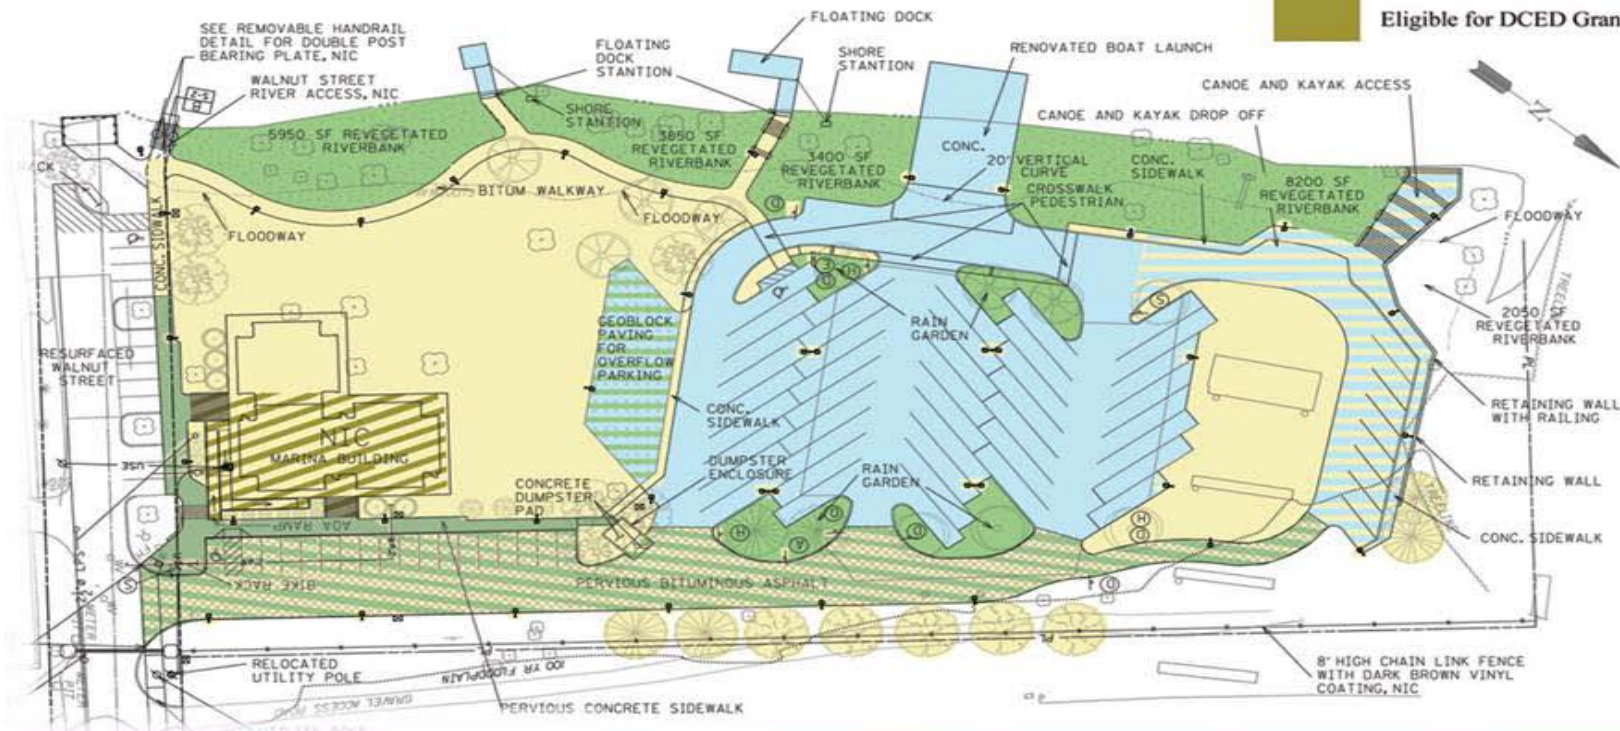 SEE REMOVABLE HANDRAIL
DETAIL FOR DOUBLE POST
BEARING PLATE, NIC
WALNUT STREET
RIVER ACCESS, NIC
FLOATING
DOCK
STANTION
FLOATING DOCK
SHORE
STANTION
RENOVATED BOAT LAUNCH
Eligible for DCED Gran
CANOE AND KAYAK ACCESS
CANOE AND KAYAK DROP OFF
N
SHORE
STANTION
5950 SF REVEGETATED
RIVERBANK
3850 SF
REVEGETATED
RIVERBANK
3400 SF
REVEGETATED
RIVERBANK
CONC.
20' VERTICAL
CURVE
CROSSWALK
PEDESTRIAN
CONC.
SIDEWALK
8200 SF
REVEGETATED
RIVERBANK
BITUM WALKWAY
FLOODWAY
FLOODWAY
FLOODWAY
CONC. SIDWALK
2050 SF
REVEGETATED
RIVERBANK
RESURFACED
WALNUT
STREET
GEOBLOCK
PAVING
FOR
OVERFLOW
PARKING
RAIN
GARDEN
CONC.
SIDEWALK
RETAINING WALL
WITH RAILING
NIC
MARINA BUILDING
DUMPSTER
ENCLOSURE
RAIN
GARDEN
CONCRETE
DUMPSTER
PAD
RETAINING WALL
CONC. SIDEWALK
ADA RAMP
BIKE RACK
PERVIOUS BITUMINOUS ASPHALT
RELOCATED
UTILITY POLE
100 YR FLOODPLAIN
GRAVEL ACCESS ROAD
PERVIOUS CONCRETE SIDEWALK
8' HIGH CHAIN LINK FENCE
WITH DARK BROWN VINYL
COATING, NIC